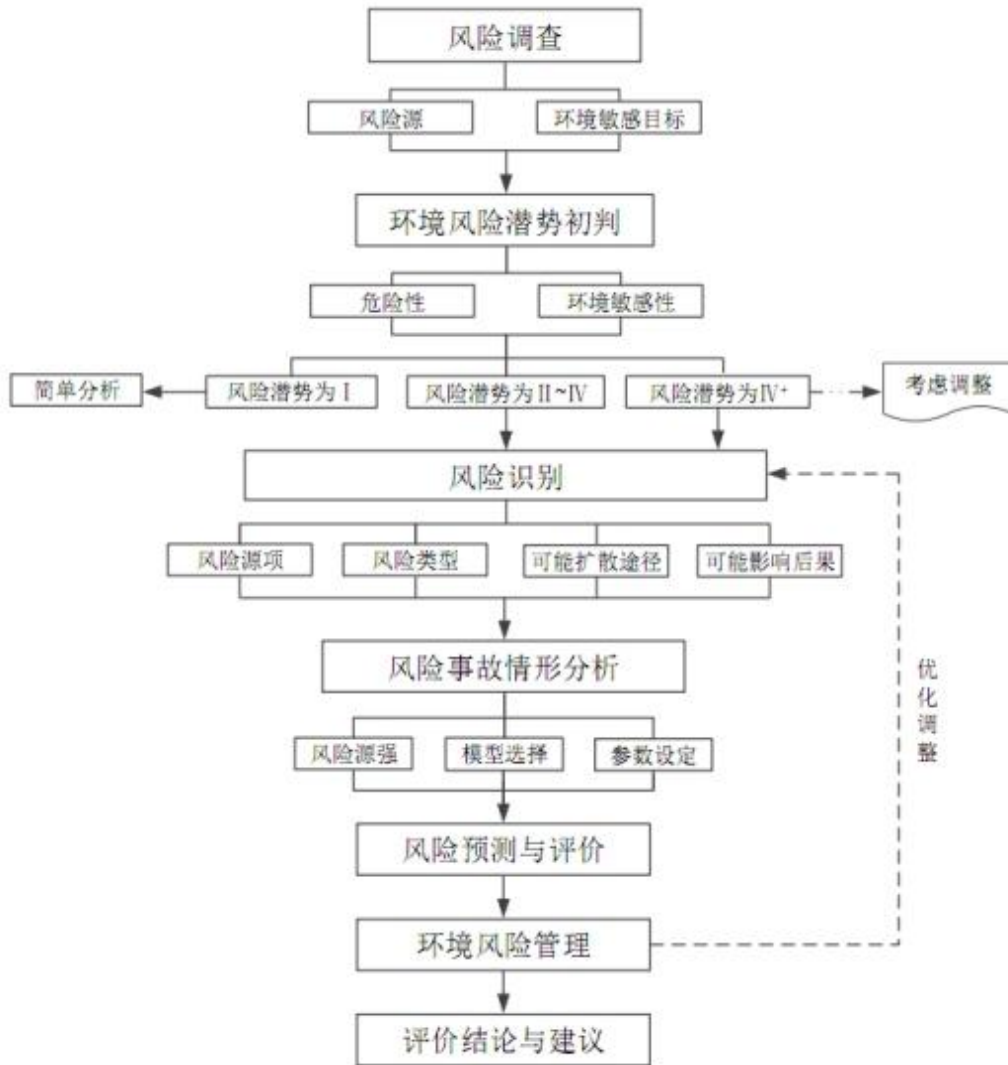 风险调查
风险源
环境敏感目标
环境风险潜势初判
危险性
环境敏感性
简单分析
风险潜势为Ⅰ
风险潜势为Ⅱ~Ⅳ
风险潜势为Ⅳ⁺
考虑调整
风险识别
风险源项
风险类型
可能扩散途径
可能影响后果
风险事故情形分析
风险源强
模型选择
参数设定
优化调整
风险预测与评价
环境风险管理
评价结论与建议